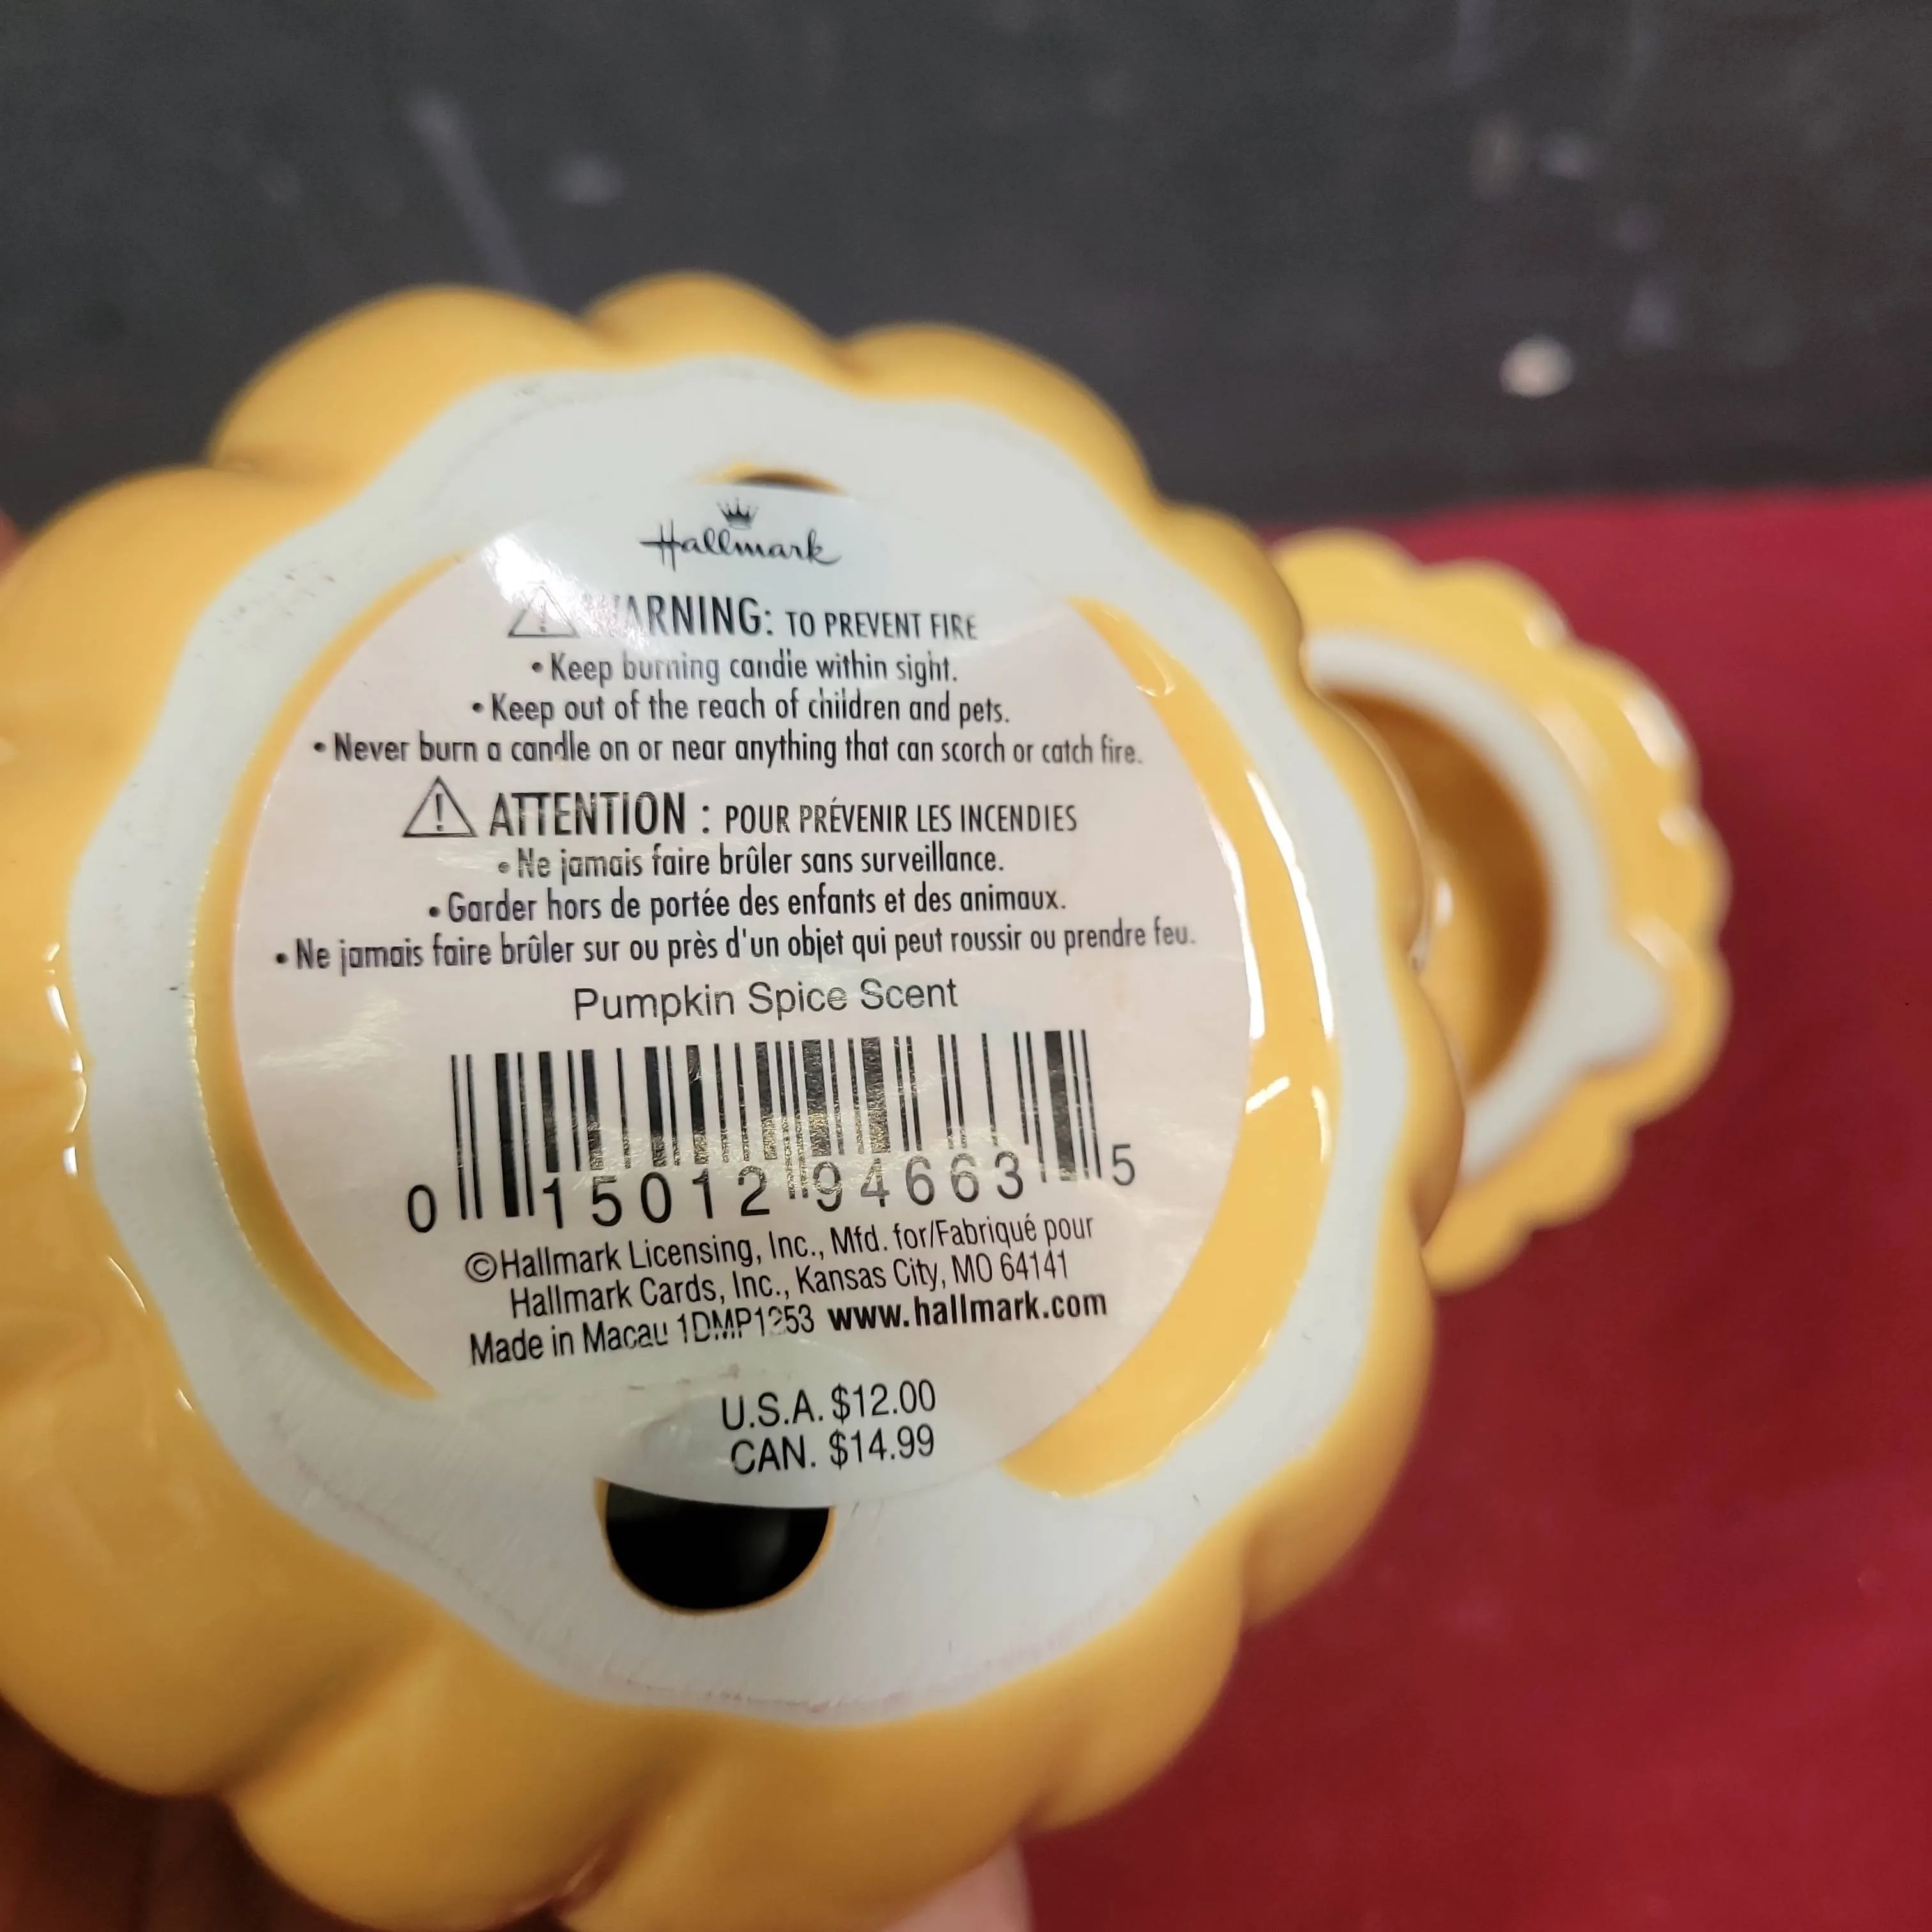 Hallmark
WARNING: TO PREVENT FIRE
• Keep burning candle within sight.
• Keep out of the reach of children and pets.
• Never burn a candle on or near anything that can scorch or catch fire.
ATTENTION : POUR PRÉVENIR LES INCENDIES
• Ne jamais faire brûler sans surveillance.
• Garder hors de portée des enfants et des animaux.
• Ne jamais faire brûler sur ou près d'un objet qui peut roussir ou prendre feu.
Pumpkin Spice Scent
0 15012 94663 5
©Hallmark Licensing, Inc., Mfd. for/Fabriqué pour
Hallmark Cards, Inc., Kansas City, MO 64141
Made in Macau www.hallmark.com
U.S.A. $12.00
CAN. $14.99